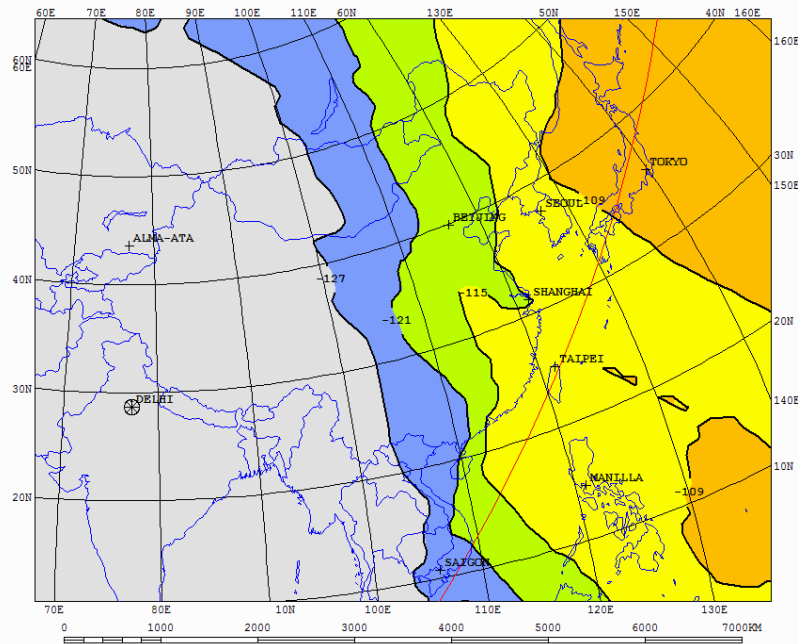 60E 70E 80E 90E 100E 110E 60N 130E 50N 150E 40N 160E
60N
60E
160E
50N
TOKYO
30N
150E
SEOUL
-109
BEIJING
ALMA-ATA
40N
-127
-115
SHANGHAI
-121
20N
TAIPEI
30N
DELHI
140E
10N
MANILLA
-109
20N
SAIGON
70E 80E 10N 100E 110E 120E 130E
0 1000 2000 3000 4000 5000 6000 7000KM